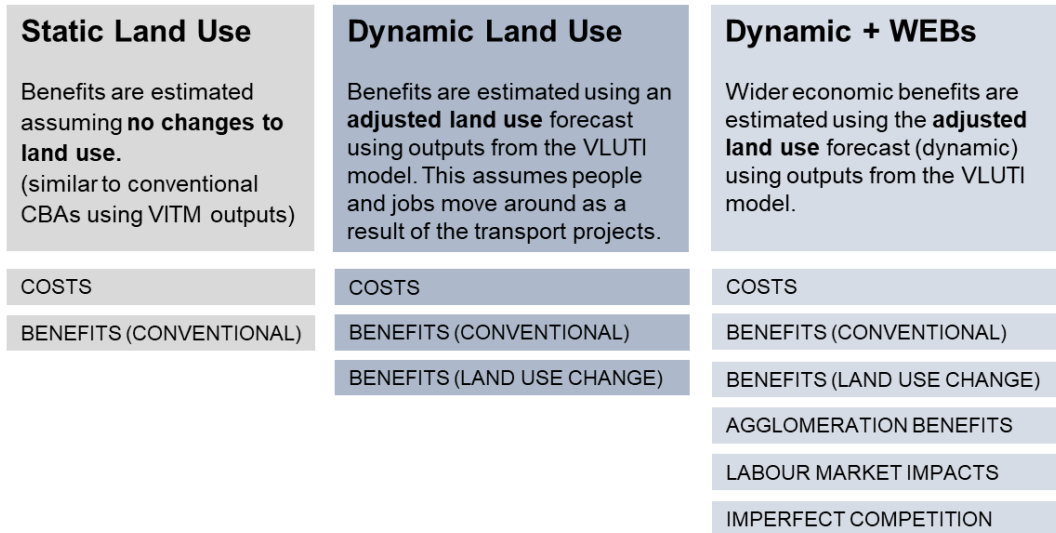 Static Land Use
Benefits are estimated
assuming no changes to
land use.
(similar to conventional
CBAs using VITM outputs)
COSTS
BENEFITS (CONVENTIONAL)
Dynamic Land Use
Benefits are estimated using an
adjusted land use forecast
using outputs from the VLUTI
model. This assumes people
and jobs move around as a
result of the transport projects.
COSTS
BENEFITS (CONVENTIONAL)
BENEFITS (LAND USE CHANGE)
Dynamic + WEBs
Wider economic benefits are
estimated using the adjusted
land use forecast (dynamic)
using outputs from the VLUTI
model.
COSTS
BENEFITS (CONVENTIONAL)
BENEFITS (LAND USE CHANGE)
AGGLOMERATION BENEFITS
LABOUR MARKET IMPACTS
IMPERFECT COMPETITION